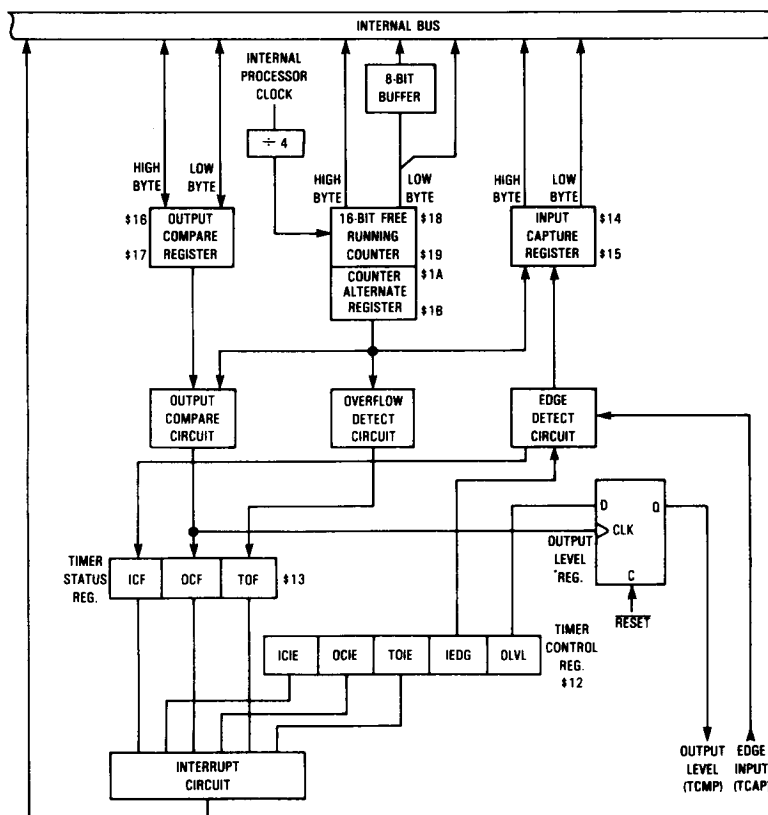 INTERNAL BUS
INTERNAL
PROCESSOR
CLOCK
8-BIT
BUFFER
÷ 4
HIGH
BYTE
LOW
BYTE
HIGH
BYTE
LOW
BYTE
HIGH
BYTE
LOW
BYTE
$16
$17
OUTPUT
COMPARE
REGISTER
16-BIT FREE
RUNNING
COUNTER
$18
$19
COUNTER
ALTERNATE
REGISTER
$1A
$1B
INPUT
CAPTURE
REGISTER
$14
$15
OUTPUT
COMPARE
CIRCUIT
OVERFLOW
DETECT
CIRCUIT
EDGE
DETECT
CIRCUIT
D Q
CLK
C
OUTPUT
LEVEL
REG.
RESET
TIMER
STATUS
REG.
ICF OCF TOF $13
ICIE OCIE TOIE IEDG OLVL
TIMER
CONTROL
REG.
$12
INTERRUPT
CIRCUIT
OUTPUT
LEVEL
(TCMP)
EDGE
INPUT
(TCAP)